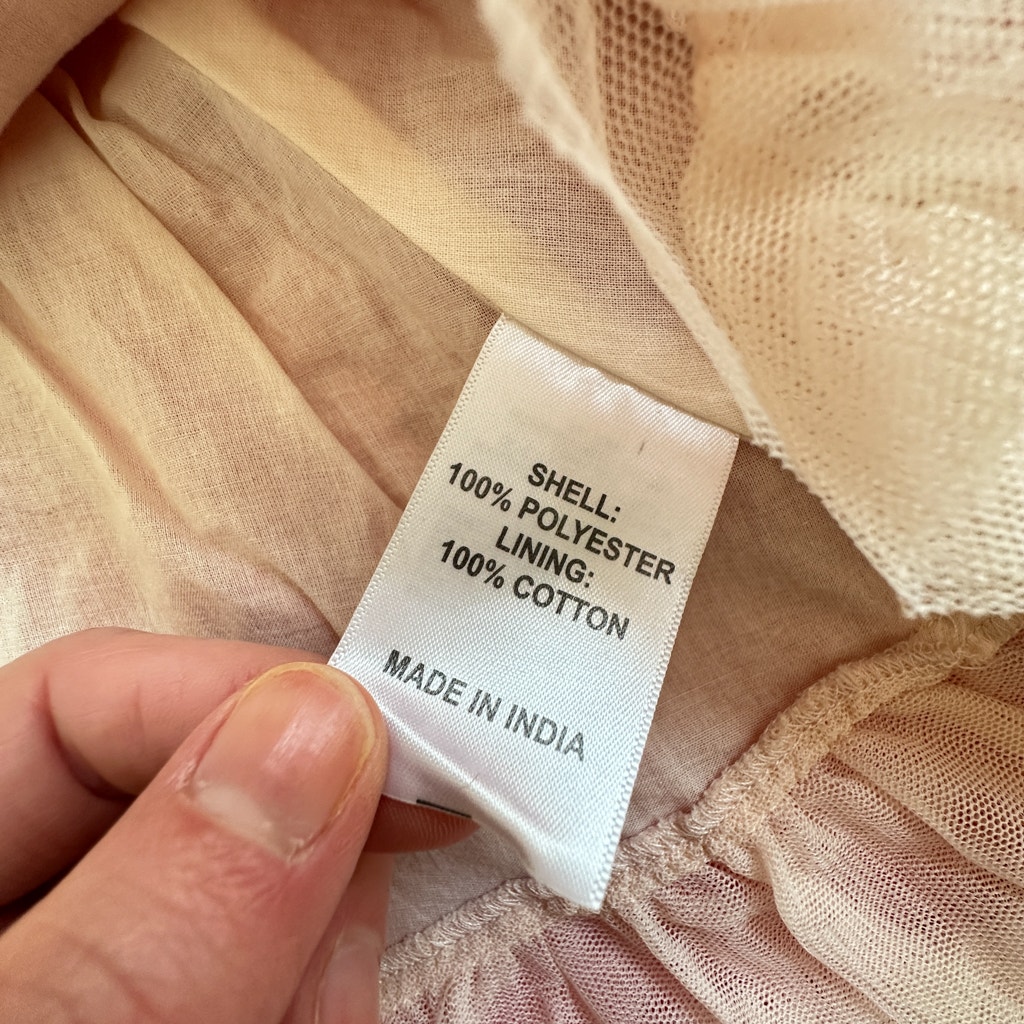 SHELL:
100% POLYESTER
LINING:
100% COTTON
MADE IN INDIA